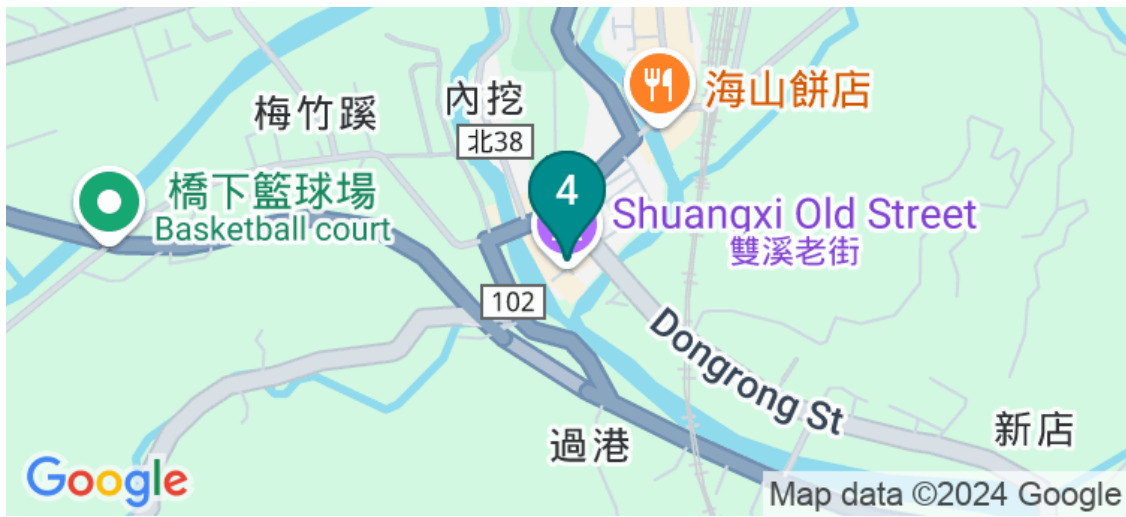 內挖
海山餅店
梅竹蹊
北38
橋下籃球場
Basketball court
4
Shuangxi Old Street
雙溪老街
102
Dongrong St
過港
新店
Google
Map data ©2024 Google